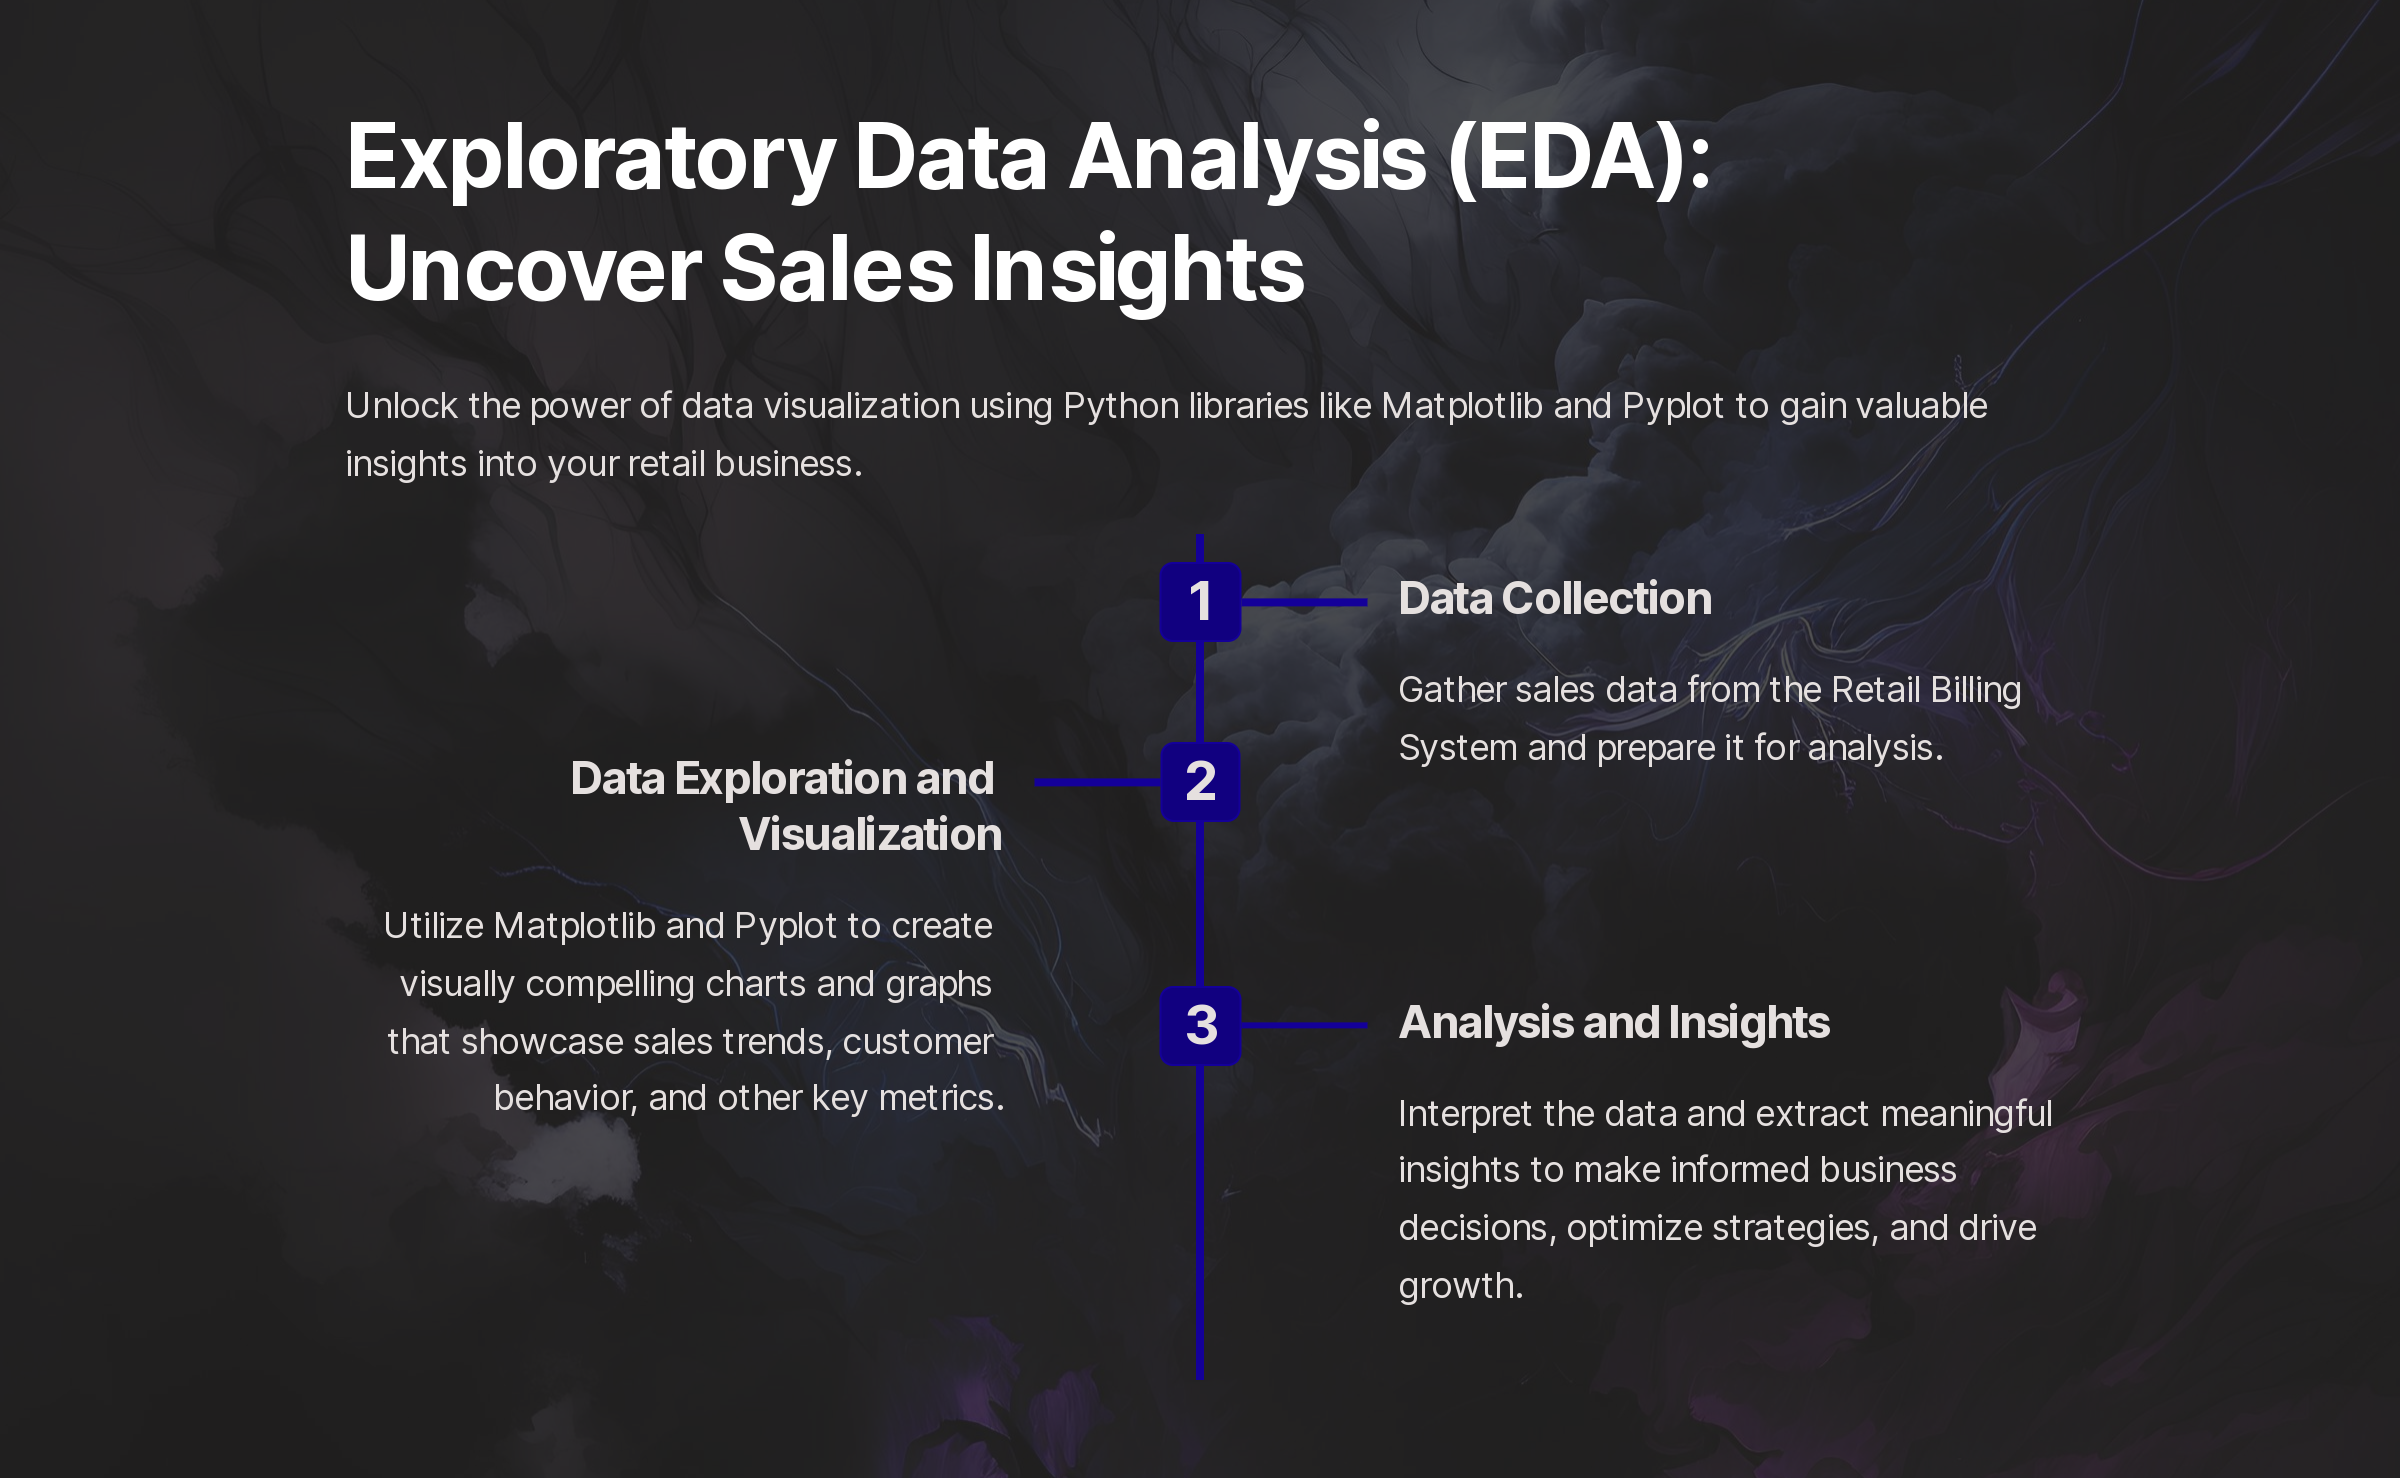 Exploratory Data Analysis (EDA):
Uncover Sales Insights
Unlock the power of data visualization using Python libraries like Matplotlib and Pyplot to gain valuable
insights into your retail business.
1
Data Collection
Gather sales data from the Retail Billing
System and prepare it for analysis.
2
Data Exploration and
Visualization
Utilize Matplotlib and Pyplot to create
visually compelling charts and graphs
that showcase sales trends, customer
behavior, and other key metrics.
3
Analysis and Insights
Interpret the data and extract meaningful
insights to make informed business
decisions, optimize strategies, and drive
growth.